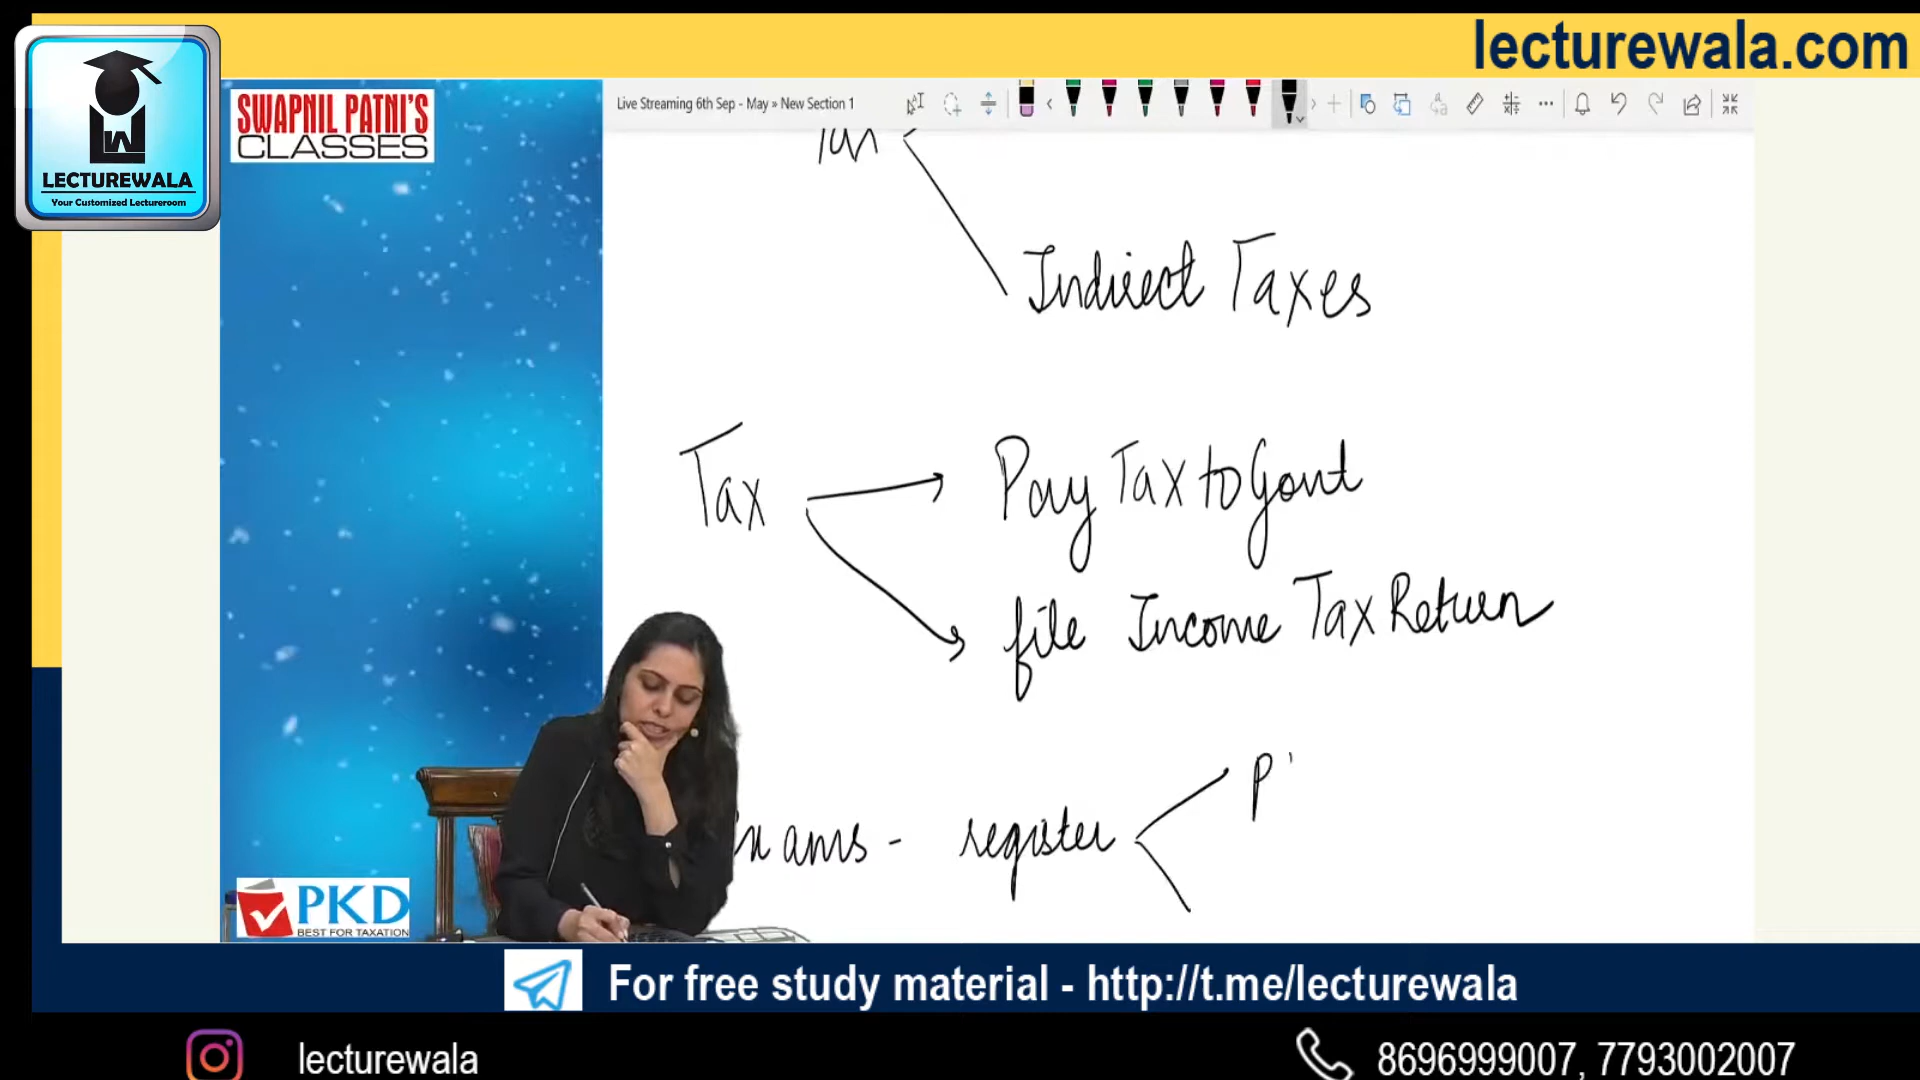 lecturewala.com
LW
LECTUREWALA
Your Customized Lectureroom
SWAPNIL PATNI'S
CLASSES
Live Streaming 6th Sep - May » New Section 1
Tax
Indirect Taxes
Tax
Pay Tax to Govt
file Income Tax Return
P
register
PKD
BEST FOR TAXATION
For free study material - http://t.me/lecturewala
lecturewala
8696999007, 7793002007